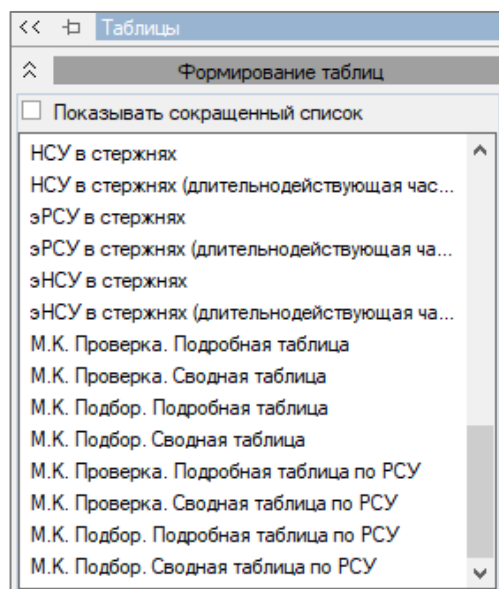 << Таблицы
Формирование таблиц
Показывать сокращенный список
НСУ в стержнях
НСУ в стержнях (длительнодействующая час...
эРСУ в стержнях
эРСУ в стержнях (длительнодействующая ча...
эНСУ в стержнях
эНСУ в стержнях (длительнодействующая ча...
М.К. Проверка. Подробная таблица
М.К. Проверка. Сводная таблица
М.К. Подбор. Подробная таблица
М.К. Подбор. Сводная таблица
М.К. Проверка. Подробная таблица по РСУ
М.К. Проверка. Сводная таблица по РСУ
М.К. Подбор. Подробная таблица по РСУ
М.К. Подбор. Сводная таблица по РСУ